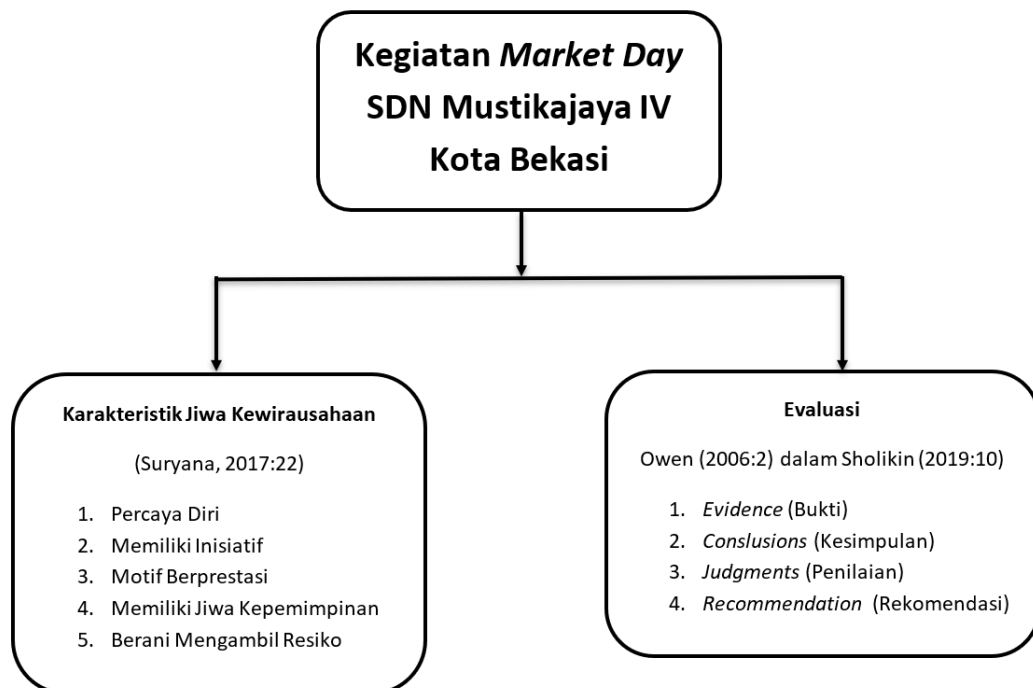 Kegiatan Market Day
SDN Mustikajaya IV
Kota Bekasi
Karakteristik Jiwa Kewirausahaan
(Suryana, 2017:22)
1. Percaya Diri
2. Memiliki Inisiatif
3. Motif Berprestasi
4. Memiliki Jiwa Kepemimpinan
5. Berani Mengambil Resiko
Evaluasi
Owen (2006:2) dalam Sholikin (2019:10)
1. Evidence (Bukti)
2. Conslusions (Kesimpulan)
3. Judgments (Penilaian)
4. Recommendation (Rekomendasi)